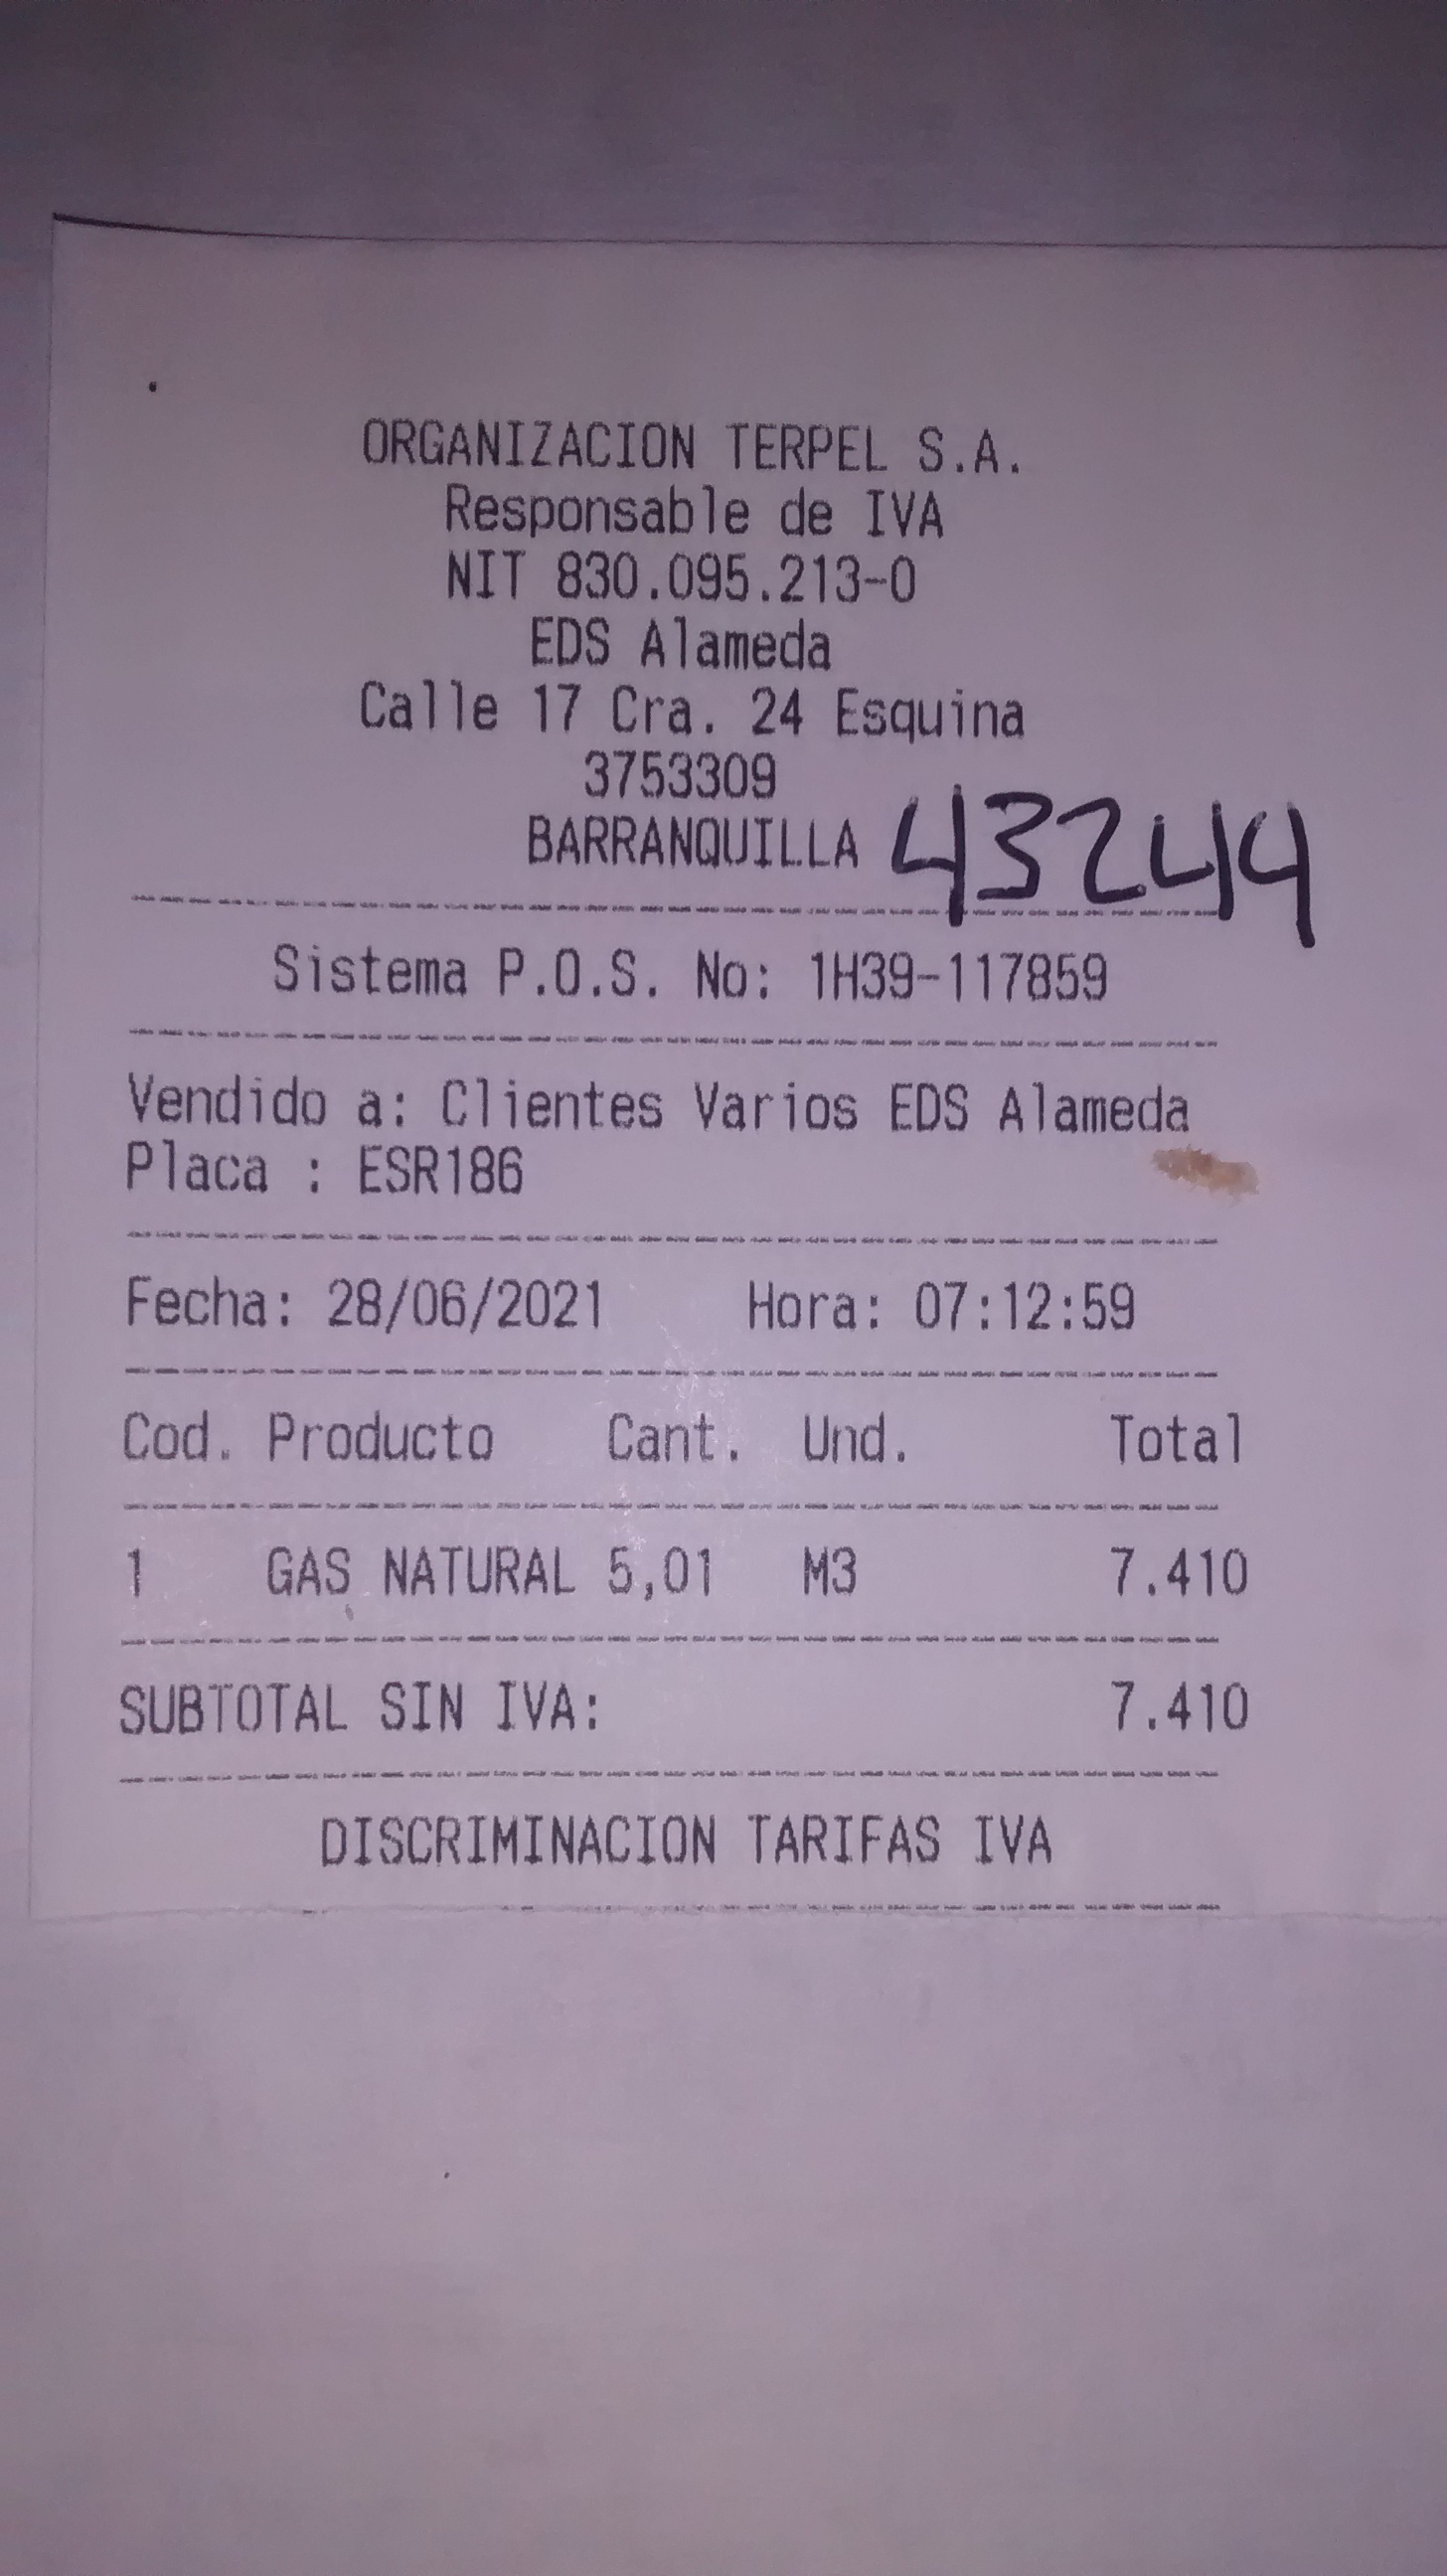 ORGANIZACION TERPEL S.A.
Responsable de IVA
NIT 830.095.213-0
EDS Alameda
Calle 17 Cra. 24 Esquina
3753309
BARRANQUILLA 43244
Sistema P.O.S. No: 1H39-117859
Vendido a: Clientes Varios EDS Alameda
Placa : ESR186
Fecha: 28/06/2021 Hora: 07:12:59
Cod. Producto Cant. Und. Total
1 GAS NATURAL 5,01 M3 7.410
SUBTOTAL SIN IVA: 7.410
DISCRIMINACION TARIFAS IVA